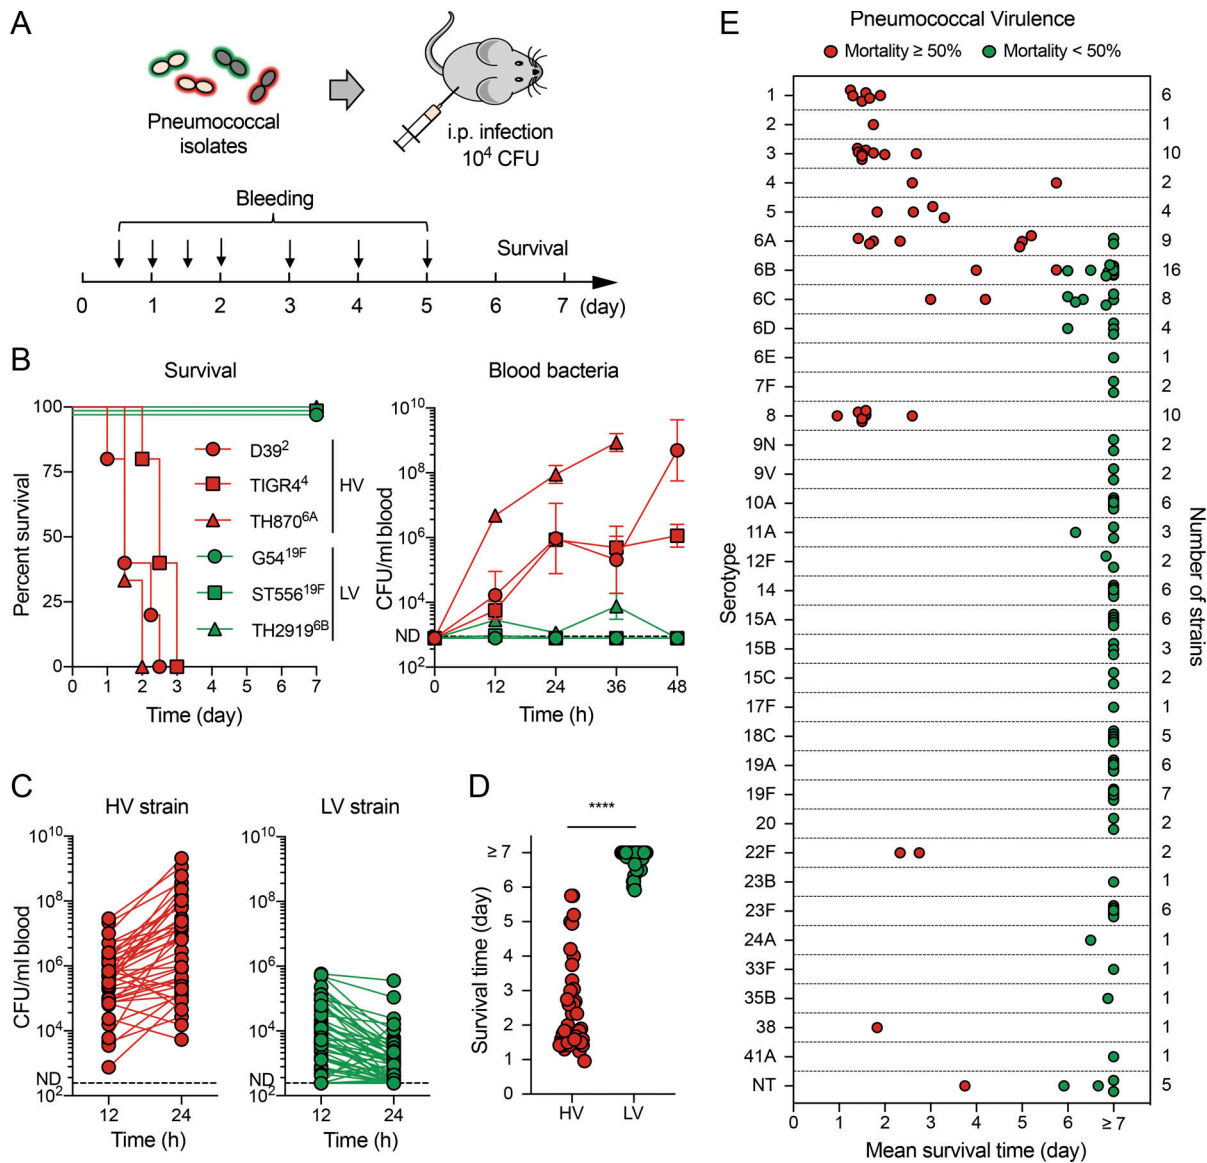 A
Pneumococcal
isolates
i.p. infection
10⁴ CFU
Bleeding
Survival
0 1 2 3 4 5 6 7 (day)
B
Survival
Percent survival
100
75
50
25
0
0 1 2 3 4 5 6 7
Time (day)
D39²
TIGR4⁴
TH870⁶ᴬ
HV
G54¹⁹ᶠ
ST556¹⁹ᶠ
TH2919⁶ᴮ
LV
Blood bacteria
CFU/ml blood
10¹⁰
10⁸
10⁶
10⁴
ND
10²
0 12 24 36 48
Time (h)
C
HV strain
CFU/ml blood
10¹⁰
10⁸
10⁶
10⁴
ND
10²
12 24
Time (h)
LV strain
10¹⁰
10⁸
10⁶
10⁴
ND
10²
12 24
Time (h)
D
****
Survival time (day)
≥ 7
6
5
4
3
2
1
0
HV LV
E
Pneumococcal Virulence
Mortality ≥ 50% Mortality < 50%
Serotype
Number of strains
1 6
2 1
3 10
4 2
5 4
6A 9
6B 16
6C 8
6D 4
6E 1
7F 2
8 10
9N 2
9V 2
10A 6
11A 3
12F 2
14 6
15A 6
15B 3
15C 2
17F 1
18C 5
19A 6
19F 7
20 2
22F 2
23B 1
23F 6
24A 1
33F 1
35B 1
38 1
41A 1
NT 5
0 1 2 3 4 5 6 ≥ 7
Mean survival time (day)